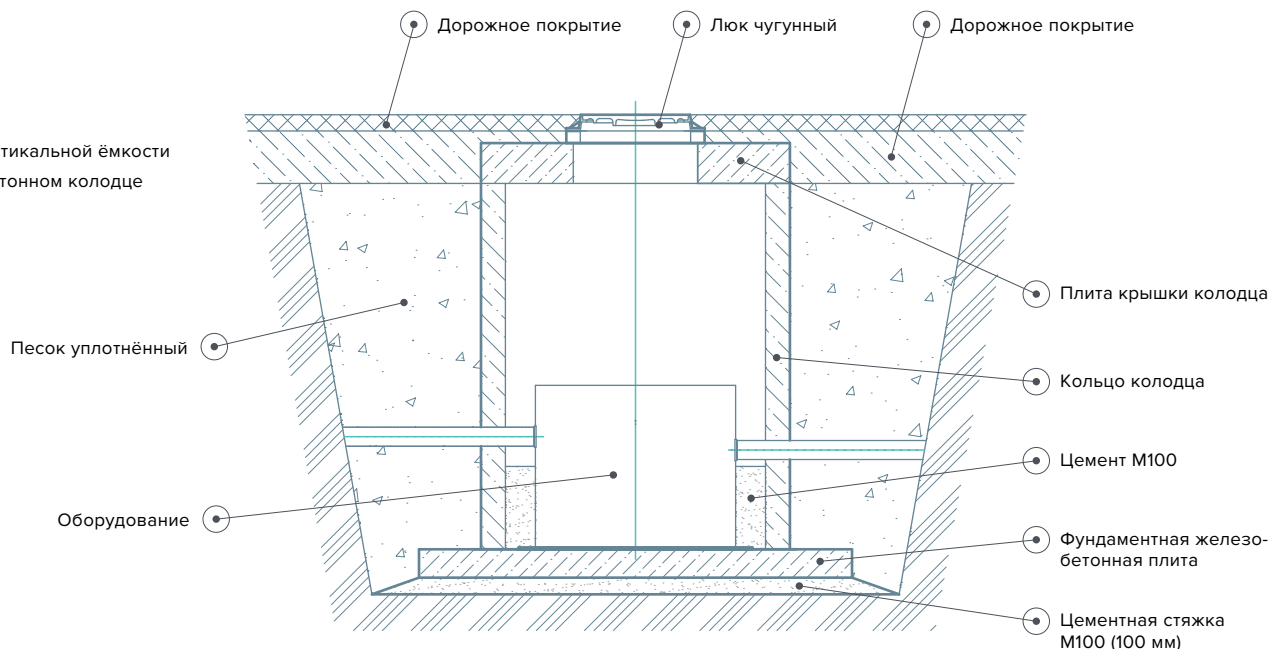 Дорожное покрытие
Люк чугунный
Дорожное покрытие
тикальной ёмкости
тонном колодце
Плита крышки колодца
Песок уплотнённый
Кольцо колодца
Цемент М100
Оборудование
Фундаментная железо-
бетонная плита
Цементная стяжка
М100 (100 мм)